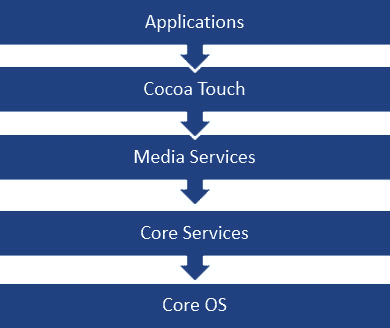 Applications
Cocoa Touch
Media Services
Core Services
Core OS